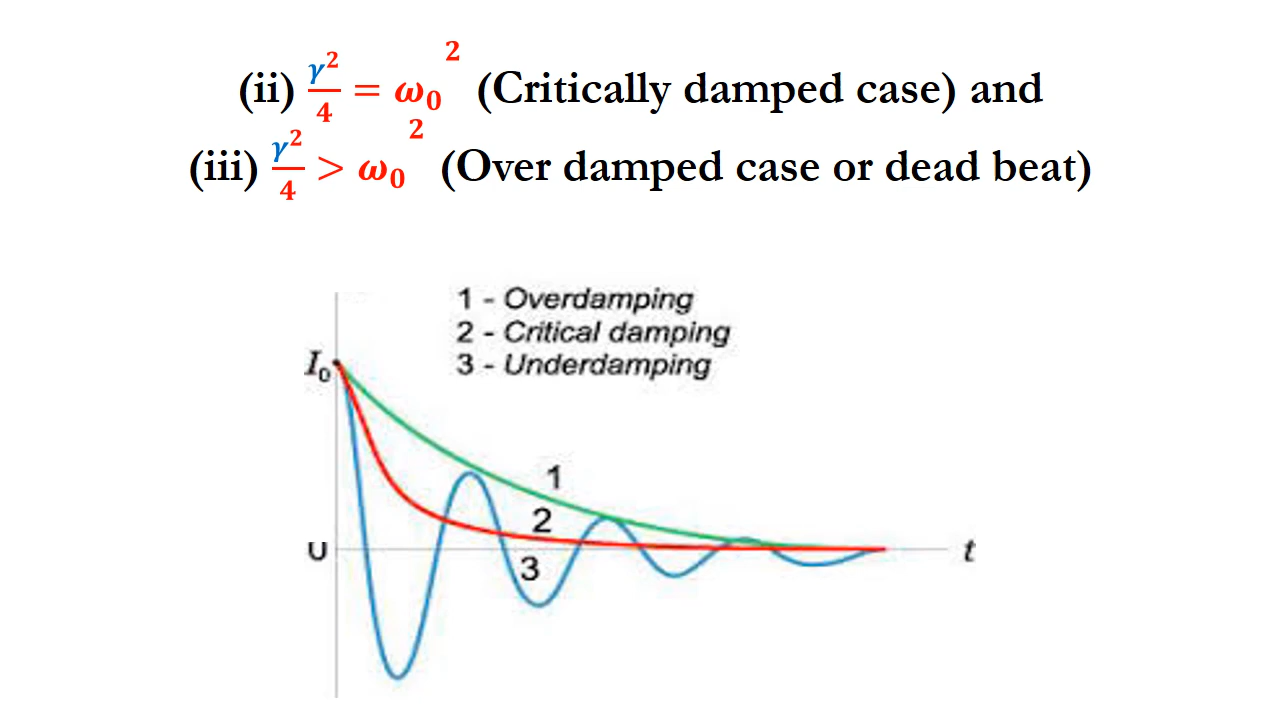 (ii) γ²/4 = ω₀² (Critically damped case) and
(iii) γ²/4 > ω₀² (Over damped case or dead beat)
1 - Overdamping
2 - Critical damping
3 - Underdamping
I₀
1
2
3
U
t